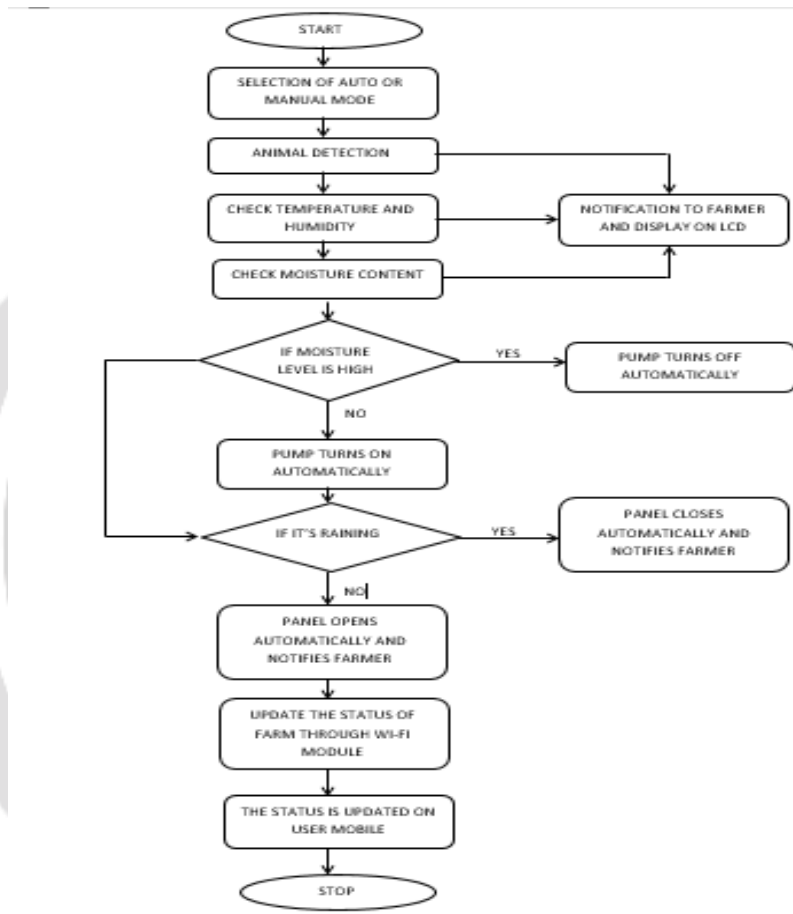 START
SELECTION OF AUTO OR
MANUAL MODE
ANIMAL DETECTION
CHECK TEMPERATURE AND
HUMIDITY
NOTIFICATION TO FARMER
AND DISPLAY ON LCD
CHECK MOISTURE CONTENT
IF MOISTURE
LEVEL IS HIGH
YES
PUMP TURNS OFF
AUTOMATICALLY
NO
PUMP TURNS ON
AUTOMATICALLY
IF IT'S RAINING
YES
PANEL CLOSES
AUTOMATICALLY AND
NOTIFIES FARMER
NO
PANEL OPENS
AUTOMATICALLY AND
NOTIFIES FARMER
UPDATE THE STATUS OF
FARM THROUGH WI-FI
MODULE
THE STATUS IS UPDATED ON
USER MOBILE
STOP